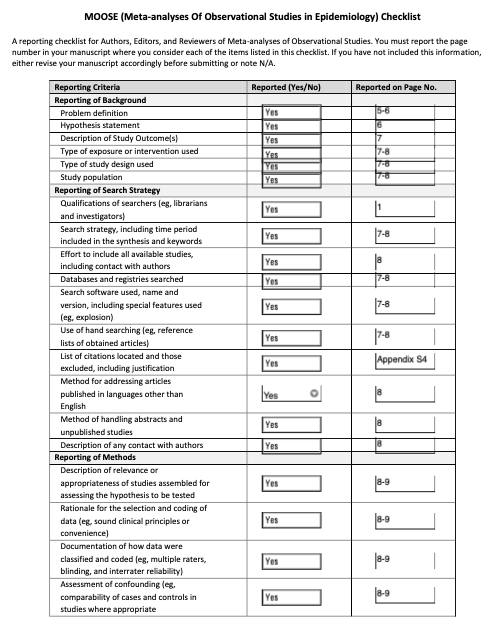 MOOSE (Meta-analyses Of Observational Studies in Epidemiology) Checklist
A reporting checklist for Authors, Editors, and Reviewers of Meta-analyses of Observational Studies. You must report the page
number in your manuscript where you consider each of the items listed in this checklist. If you have not included this information,
either revise your manuscript accordingly before submitting or note N/A.
Reporting Criteria Reported (Yes/No) Reported on Page No.
Reporting of Background
Problem definition Yes 5-6
Hypothesis statement Yes 6
Description of Study Outcome(s) Yes 7
Type of exposure or intervention used Yes 7-8
Type of study design used Yes 7-8
Study population Yes 7-8
Reporting of Search Strategy
Qualifications of searchers (eg, librarians
and investigators) Yes 1
Search strategy, including time period
included in the synthesis and keywords Yes 7-8
Effort to include all available studies,
including contact with authors Yes 8
Databases and registries searched Yes 7-8
Search software used, name and
version, including special features used
(eg, explosion) Yes 7-8
Use of hand searching (eg, reference
lists of obtained articles) Yes 7-8
List of citations located and those
excluded, including justification Yes Appendix S4
Method for addressing articles
published in languages other than
English Yes 8
Method of handling abstracts and
unpublished studies Yes 8
Description of any contact with authors Yes 8
Reporting of Methods
Description of relevance or
appropriateness of studies assembled for
assessing the hypothesis to be tested Yes 8-9
Rationale for the selection and coding of
data (eg, sound clinical principles or
convenience) Yes 8-9
Documentation of how data were
classified and coded (eg, multiple raters,
blinding, and interrater reliability) Yes 8-9
Assessment of confounding (eg,
comparability of cases and controls in
studies where appropriate Yes 8-9